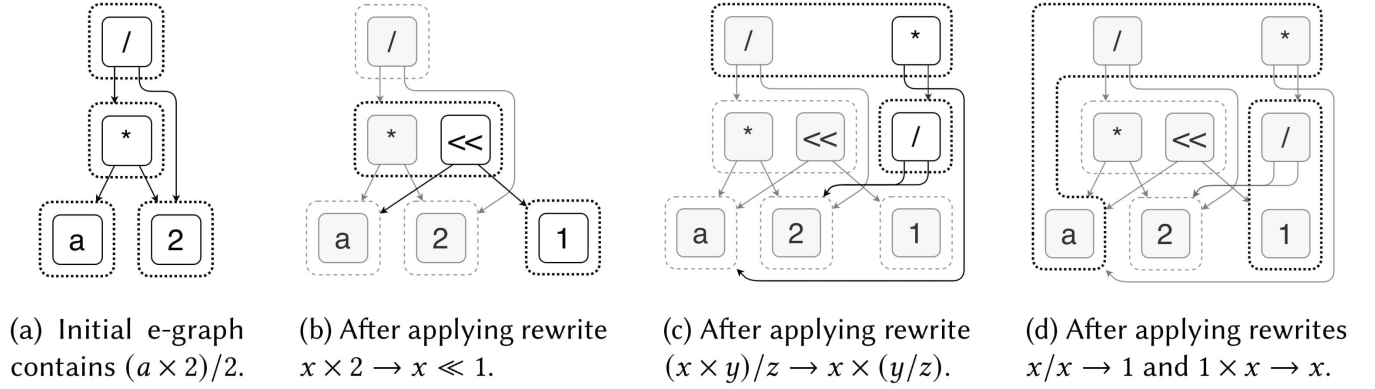 /
*
a 2
/
* <<
a 2 1
/ *
* << /
a 2 1
/ *
* << /
a 2 1
(a) Initial e-graph
contains (a × 2)/2.
(b) After applying rewrite
x × 2 → x ≪ 1.
(c) After applying rewrite
(x × y)/z → x × (y/z).
(d) After applying rewrites
x/x → 1 and 1 × x → x.